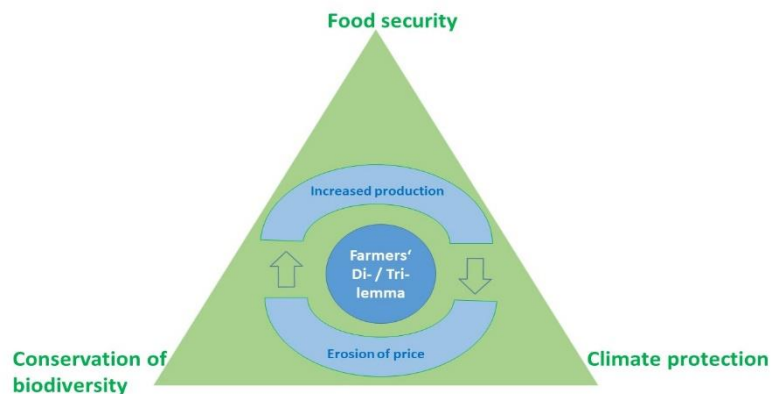 Food security
Increased production
Farmers‘
Di- / Tri-
lemma
Erosion of price
Conservation of
biodiversity
Climate protection